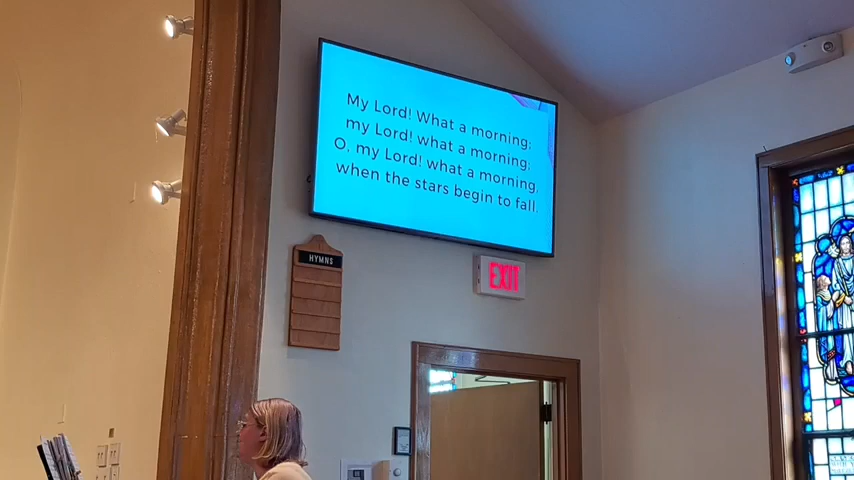 My Lord! What a morning;
my Lord! what a morning;
O, my Lord! what a morning,
when the stars begin to fall.
HYMNS
EXIT